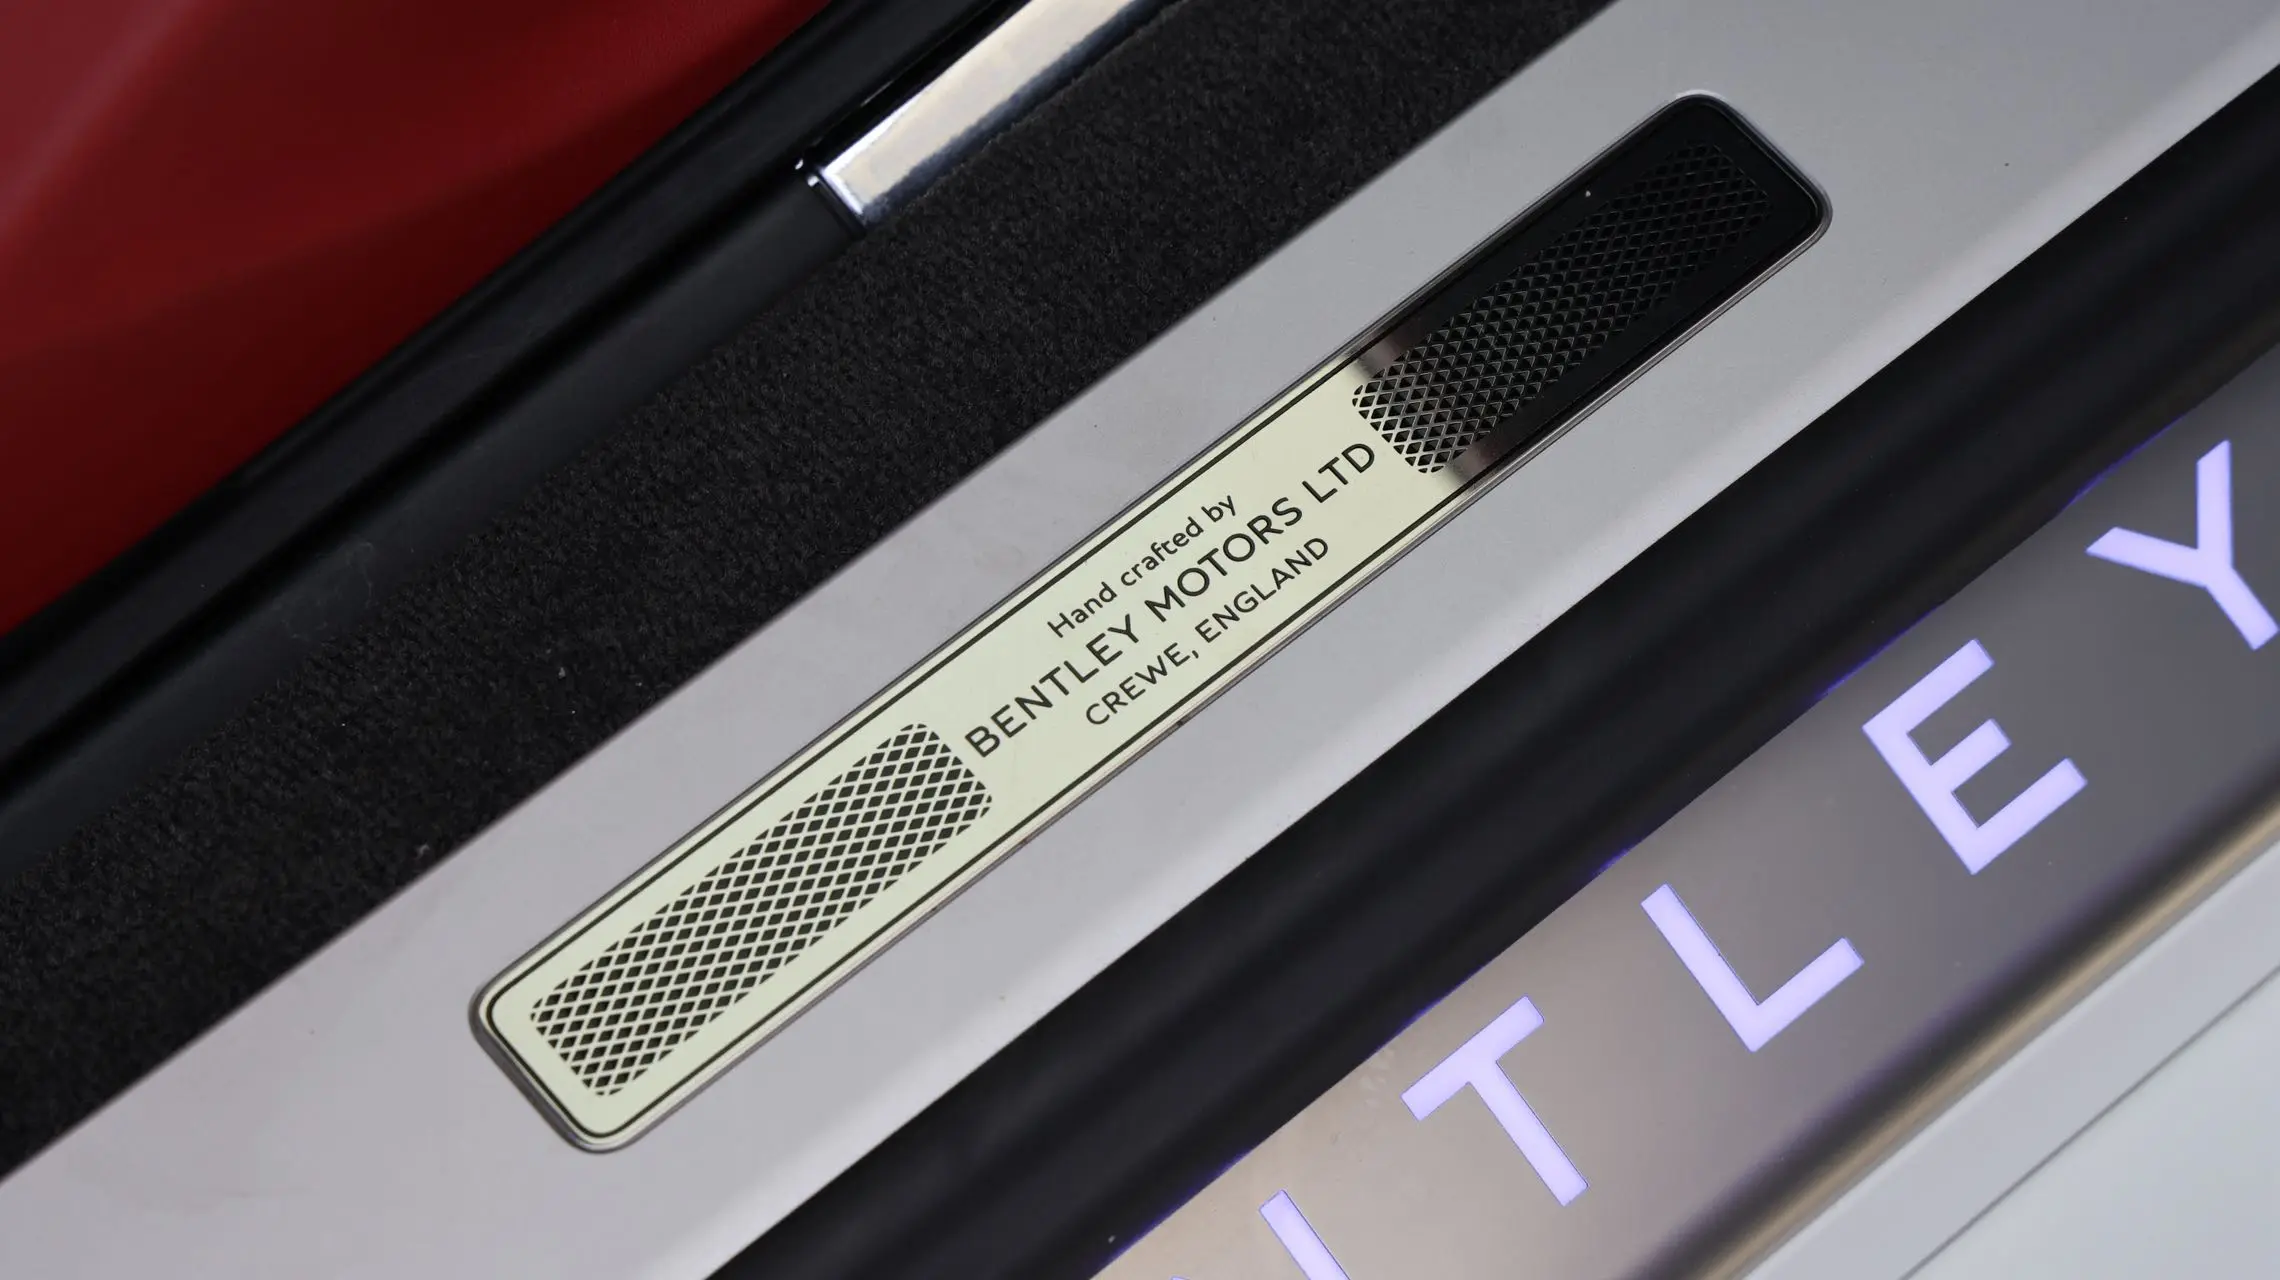 Hand crafted by
BENTLEY MOTORS LTD
CREWE, ENGLAND
NTLEY